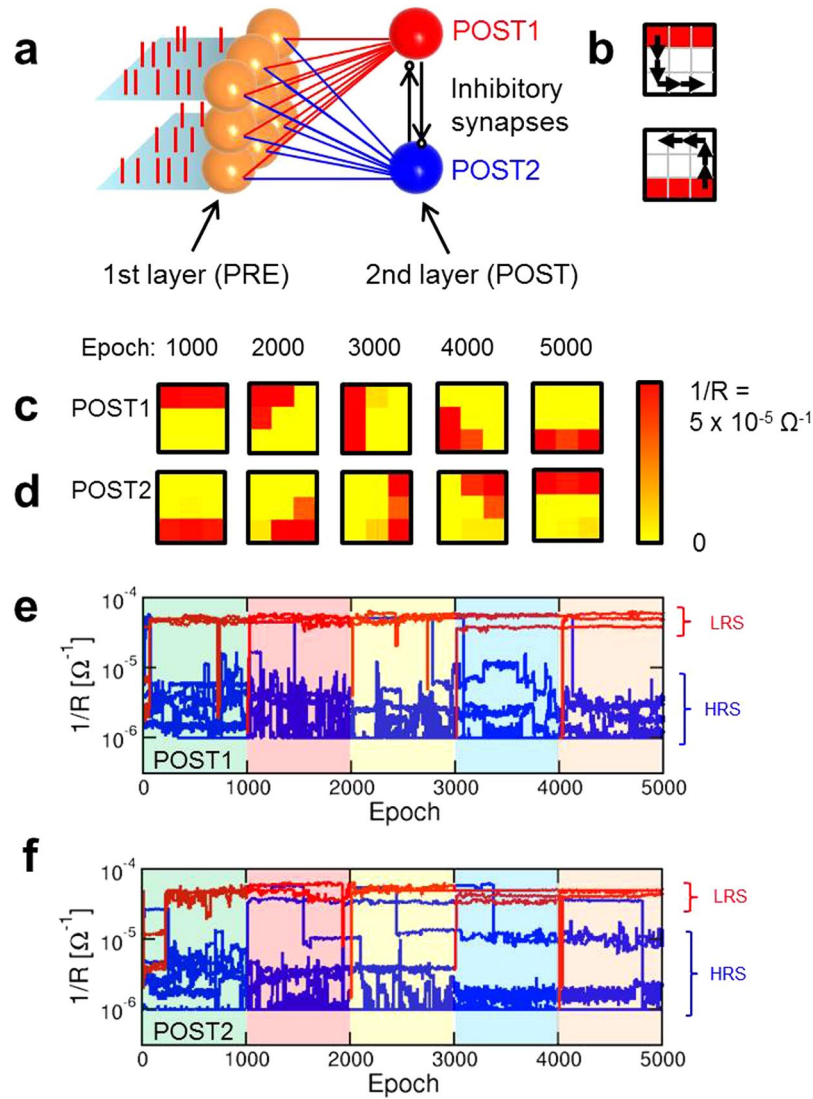 a
POST1
b
Inhibitory
synapses
POST2
1st layer (PRE)
2nd layer (POST)
Epoch: 1000 2000 3000 4000 5000
c
POST1
1/R =
5 x 10-5 Ω-1
d
POST2
0
e
10-4
10-5
10-6
1/R [Ω-1]
LRS
HRS
POST1
0 1000 2000 3000 4000 5000
Epoch
f
10-4
10-5
10-6
1/R [Ω-1]
LRS
HRS
POST2
0 1000 2000 3000 4000 5000
Epoch